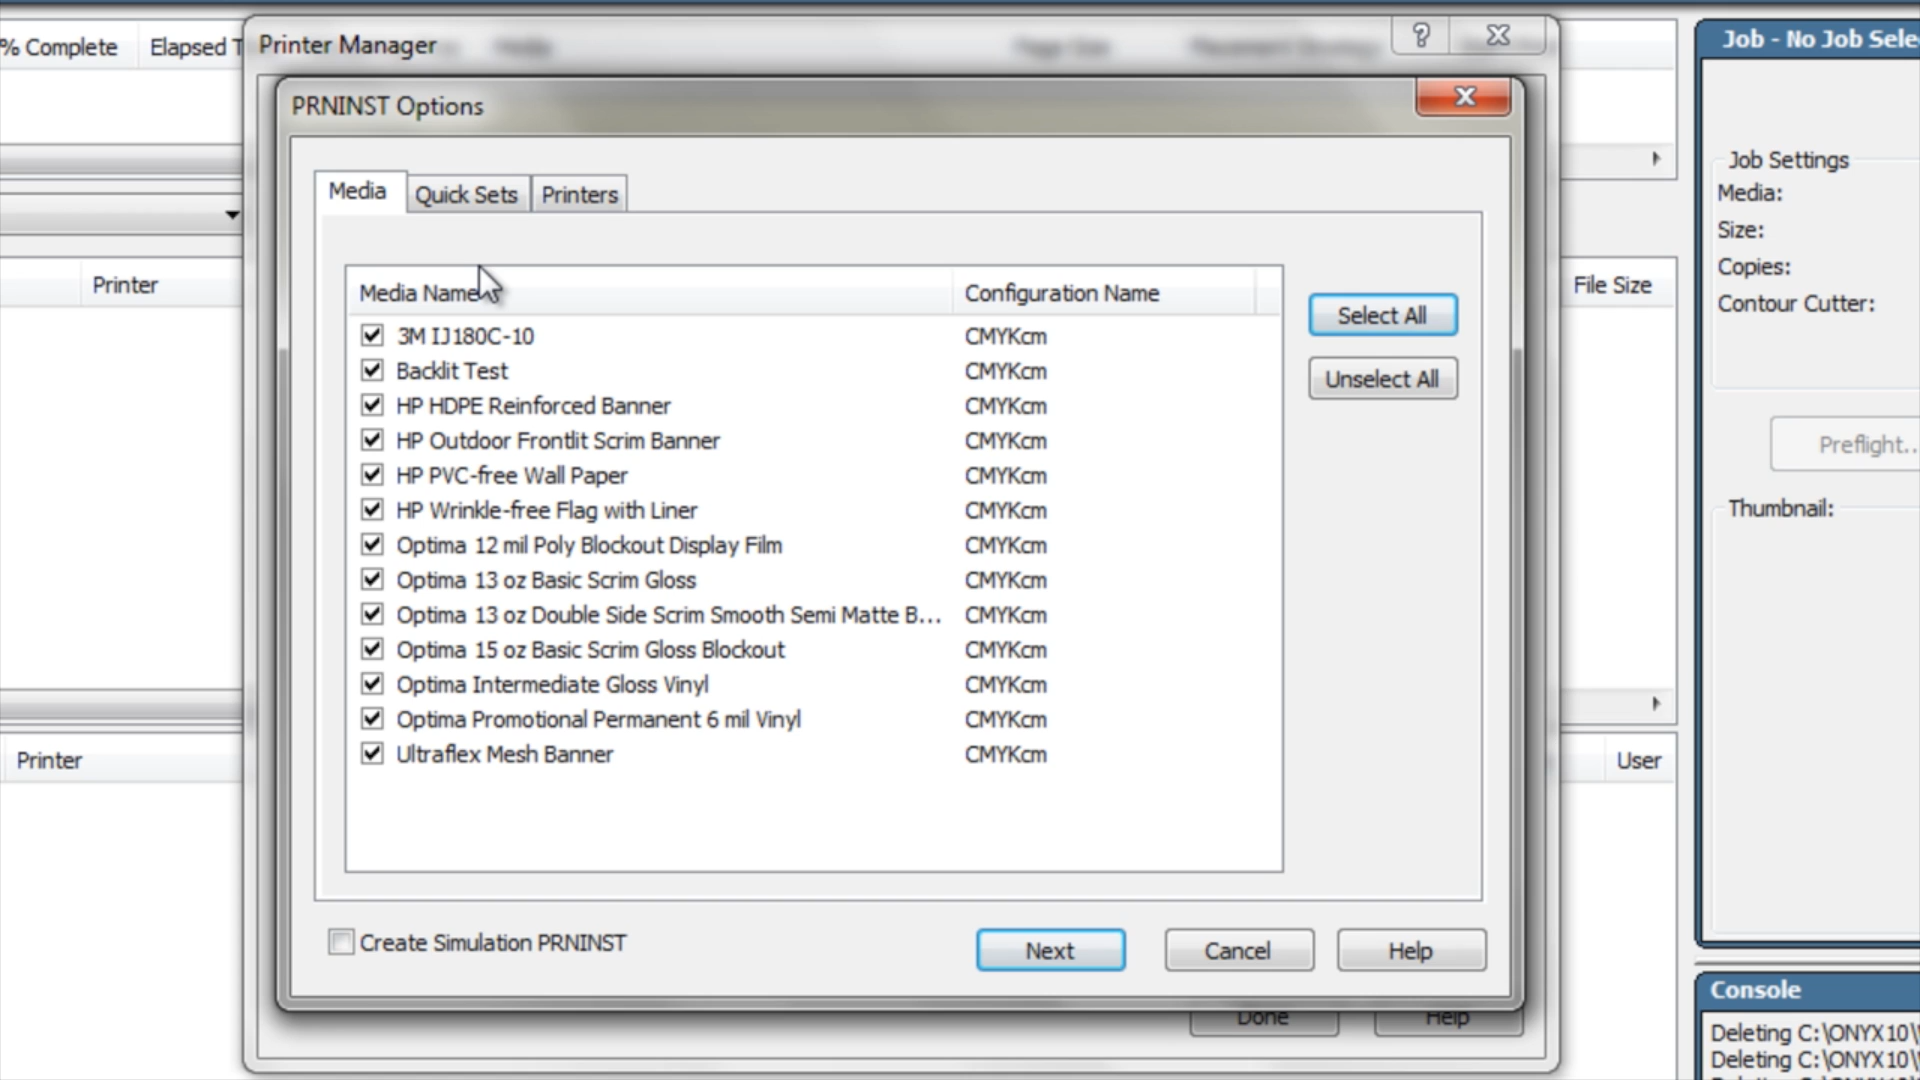 % Complete
Elapsed T
Printer Manager
Job - No Job Sele
PRNINST Options
Media
Quick Sets
Printers
Job Settings
Media:
Size:
Copies:
Contour Cutter:
Printer
File Size
Media Name
Configuration Name
Select All
Unselect All
3M IJ180C-10 CMYKcm
Backlit Test CMYKcm
HP HDPE Reinforced Banner CMYKcm
HP Outdoor Frontlit Scrim Banner CMYKcm
HP PVC-free Wall Paper CMYKcm
HP Wrinkle-free Flag with Liner CMYKcm
Optima 12 mil Poly Blockout Display Film CMYKcm
Optima 13 oz Basic Scrim Gloss CMYKcm
Optima 13 oz Double Side Scrim Smooth Semi Matte B... CMYKcm
Optima 15 oz Basic Scrim Gloss Blockout CMYKcm
Optima Intermediate Gloss Vinyl CMYKcm
Optima Promotional Permanent 6 mil Vinyl CMYKcm
Ultraflex Mesh Banner CMYKcm
Preflight..
Thumbnail:
Printer
User
Create Simulation PRNINST
Next
Cancel
Help
Done
Help
Console
Deleting C:\ONYX10\
Deleting C:\ONYX10\